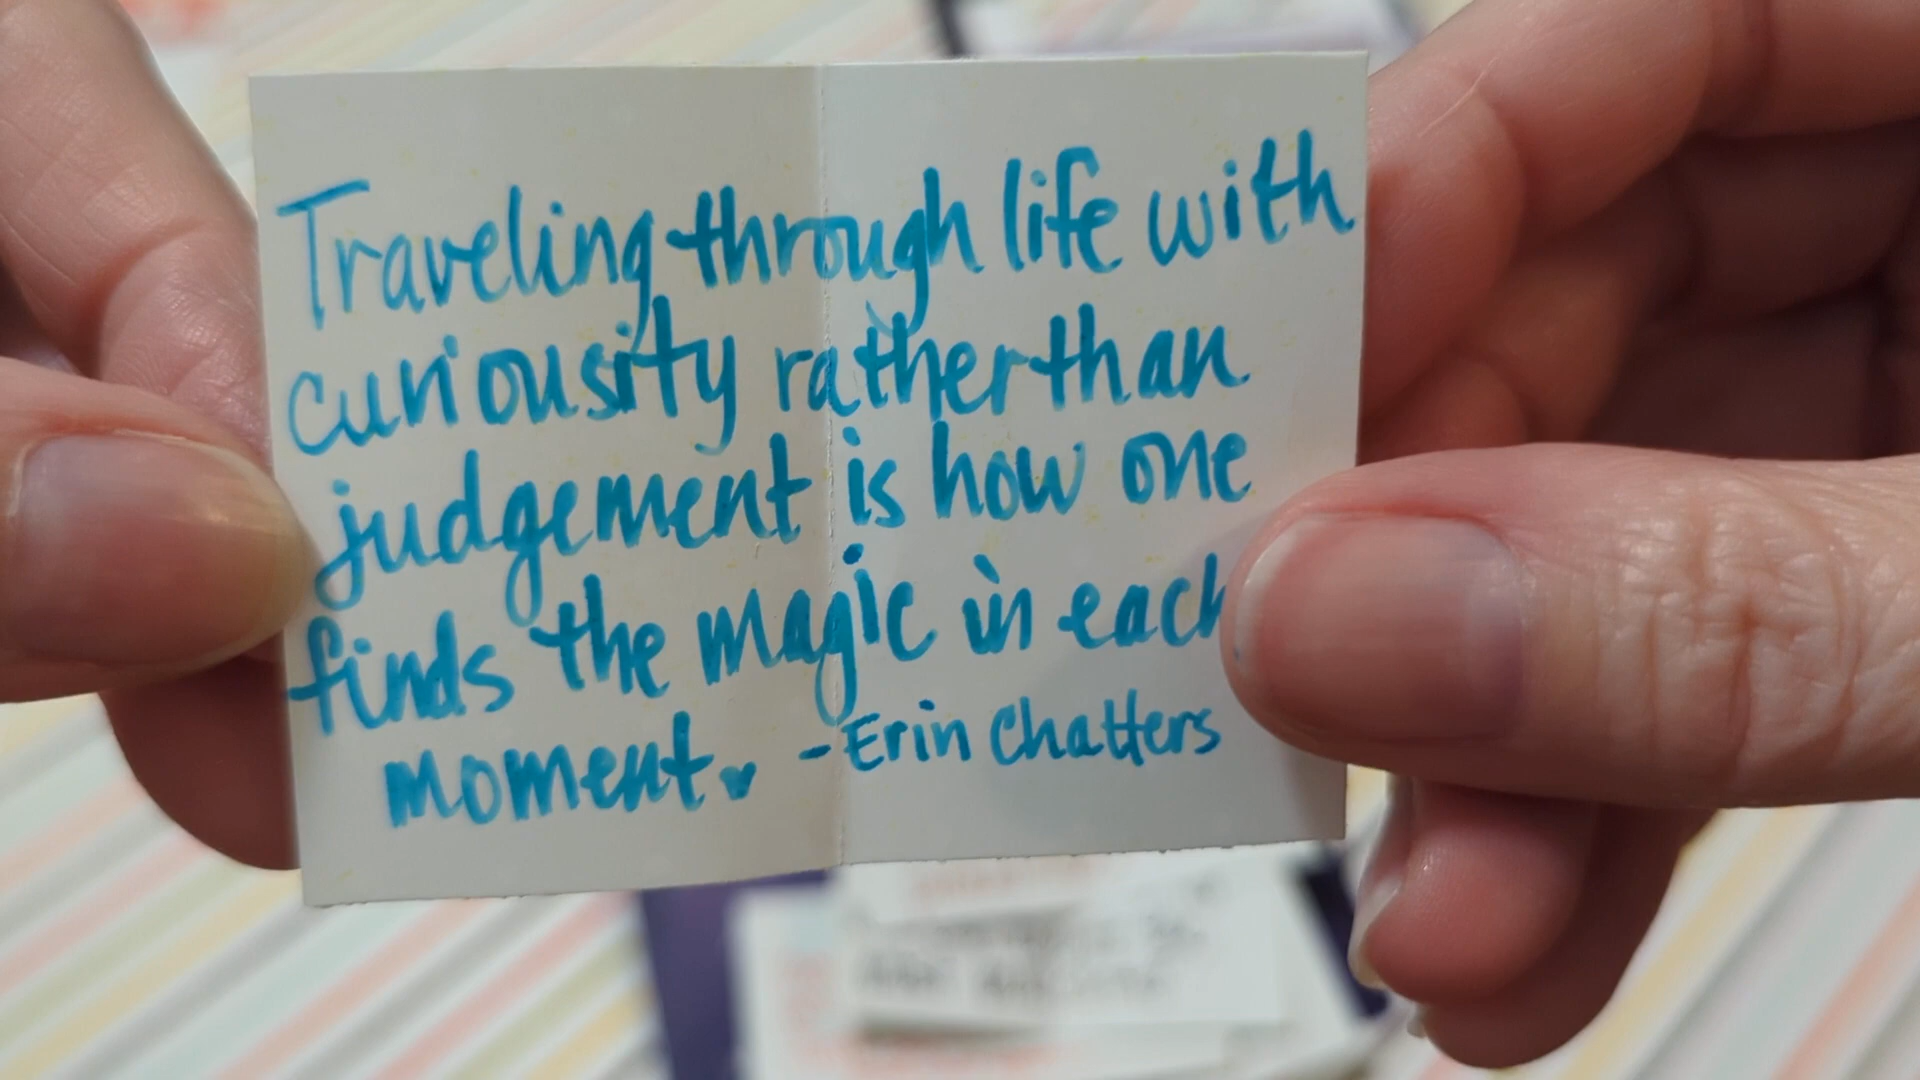 Traveling through life with
curiousity rather than
judgement is how one
finds the magic in each
moment. -Erin Chatters